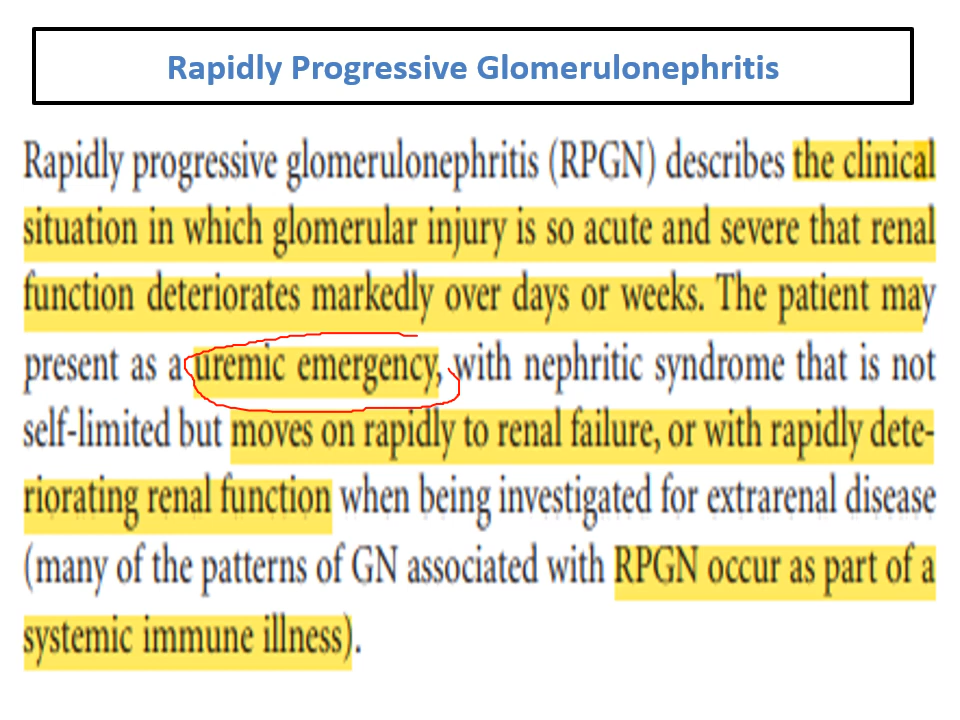 Rapidly Progressive Glomerulonephritis
Rapidly progressive glomerulonephritis (RPGN) describes the clinical
situation in which glomerular injury is so acute and severe that renal
function deteriorates markedly over days or weeks. The patient may
present as a uremic emergency, with nephritic syndrome that is not
self-limited but moves on rapidly to renal failure, or with rapidly dete-
riorating renal function when being investigated for extrarenal disease
(many of the patterns of GN associated with RPGN occur as part of a
systemic immune illness).